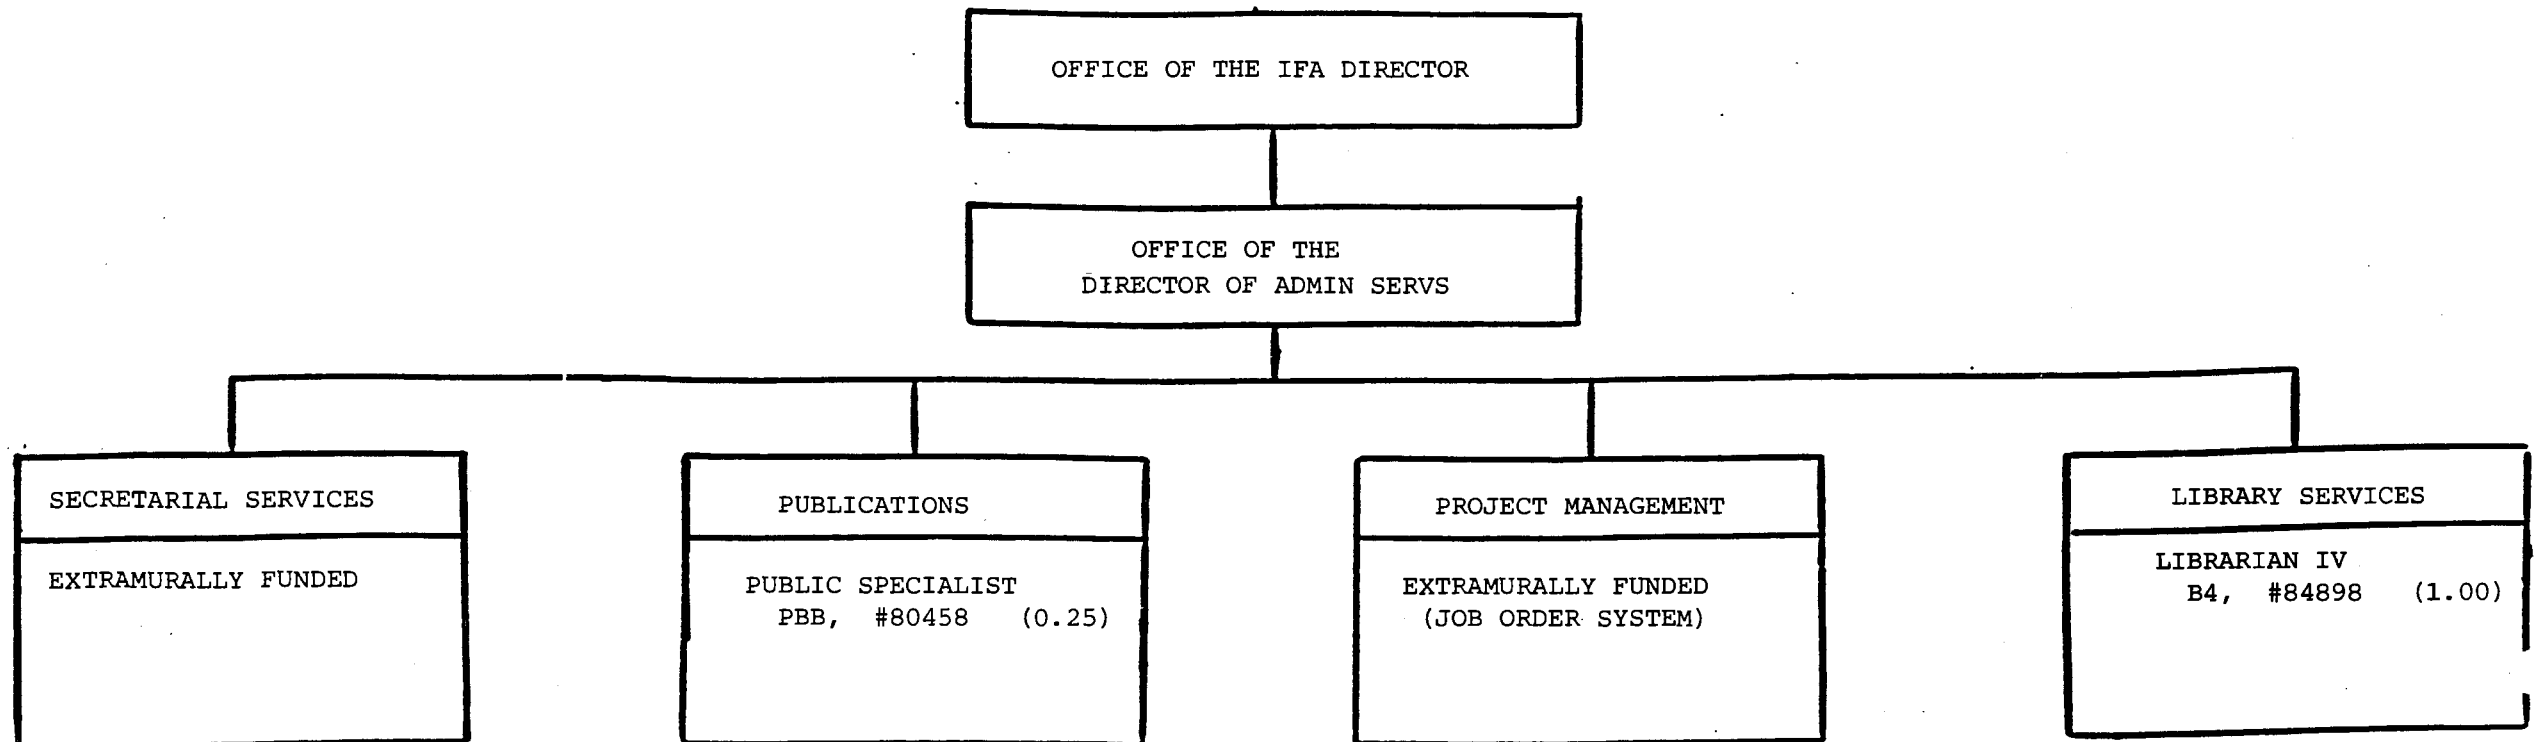 OFFICE OF THE IFA DIRECTOR
OFFICE OF THE
DIRECTOR OF ADMIN SERVS
SECRETARIAL SERVICES
EXTRAMURALLY FUNDED
PUBLICATIONS
PUBLIC SPECIALIST
PBB, #80458 (0.25)
PROJECT MANAGEMENT
EXTRAMURALLY FUNDED
(JOB ORDER SYSTEM)
LIBRARY SERVICES
LIBRARIAN IV
B4, #84898 (1.00)